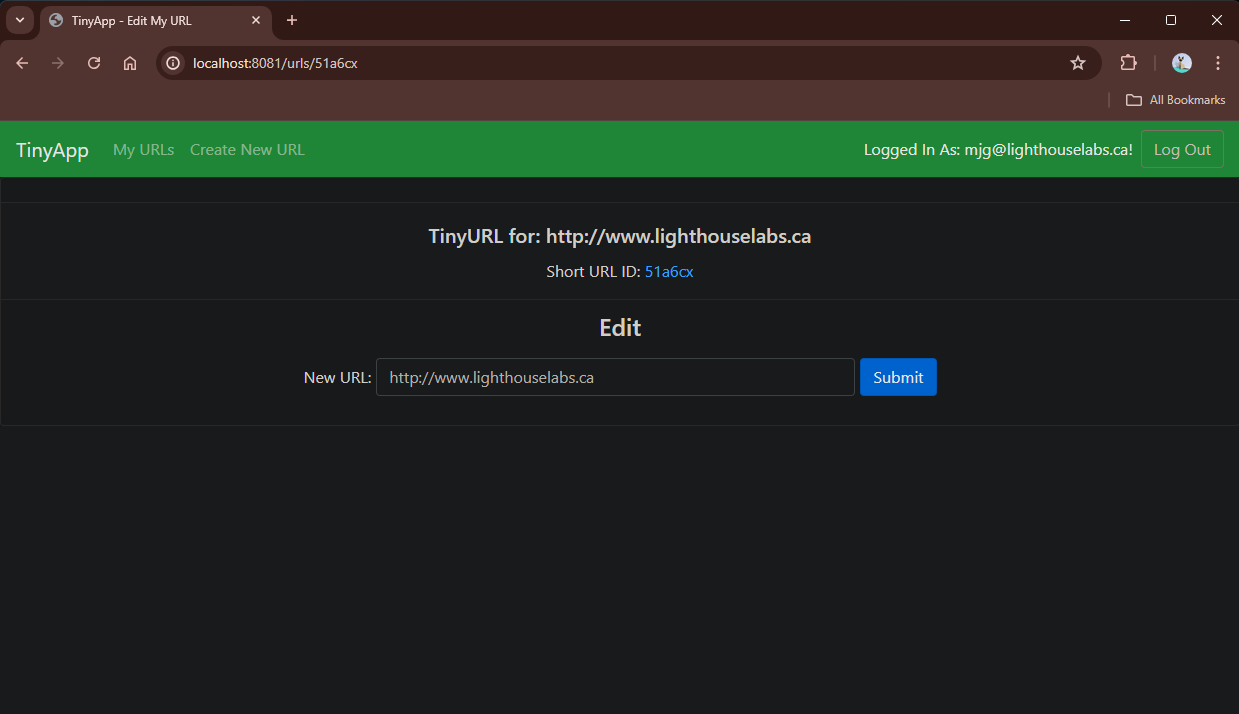 TinyApp - Edit My URL
localhost:8081/urls/51a6cx
All Bookmarks
TinyApp My URLs Create New URL Logged In As: mjg@lighthouselabs.ca! Log Out
TinyURL for: http://www.lighthouselabs.ca
Short URL ID: 51a6cx
Edit
New URL: http://www.lighthouselabs.ca Submit